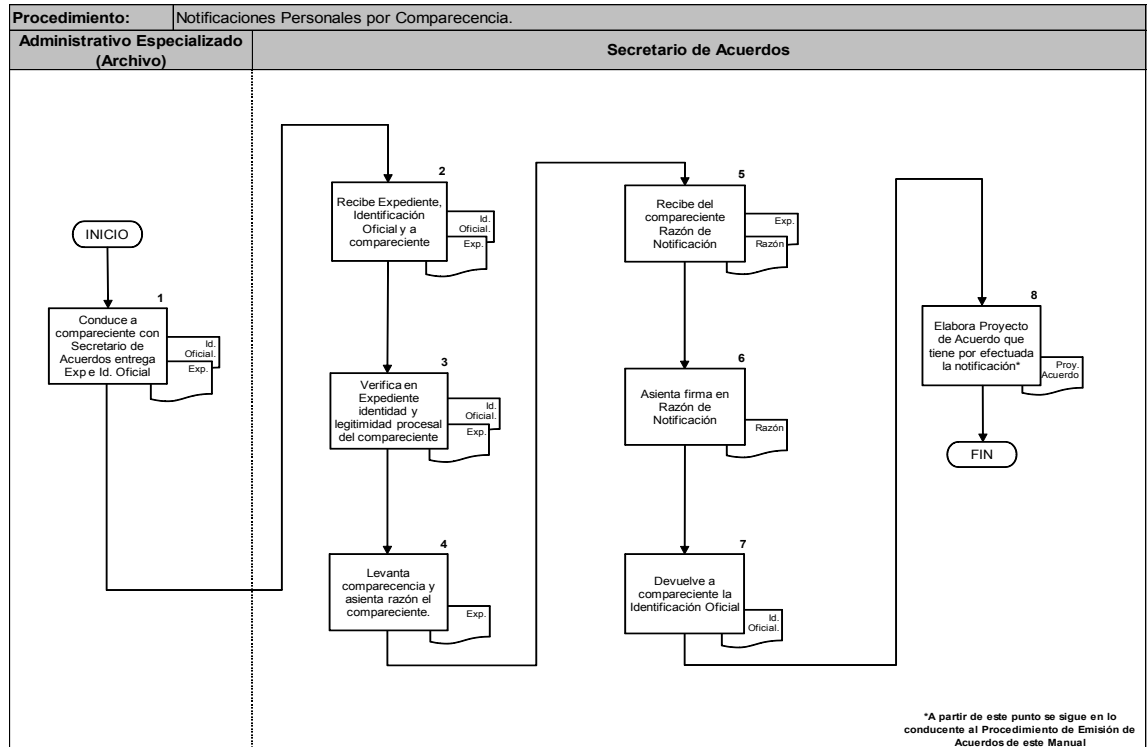 Procedimiento: Notificaciones Personales por Comparecencia.
Administrativo Especializado
(Archivo)
Secretario de Acuerdos
INICIO
1
Conduce a
compareciente con
Secretario de
Acuerdos entrega
Exp e Id. Oficial
Id.
Oficial.
Exp.
2
Recibe Expediente,
Identificación
Oficial y a
compareciente
Id.
Oficial.
Exp.
3
Verifica en
Expediente
identidad y
legitimidad procesal
del compareciente
Id.
Oficial.
Exp.
4
Levanta
comparecencia y
asienta razón el
compareciente.
Exp.
5
Recibe del
compareciente
Razón de
Notificación
Exp.
Razón
6
Asienta firma en
Razón de
Notificación
Razón
7
Devuelve a
compareciente la
Identificación Oficial
Id.
Oficial.
8
Elabora Proyecto
de Acuerdo que
tiene por efectuada
la notificación*
Proy.
Acuerdo
FIN
*A partir de este punto se sigue en lo
conducente al Procedimiento de Emisión de
Acuerdos de este Manual